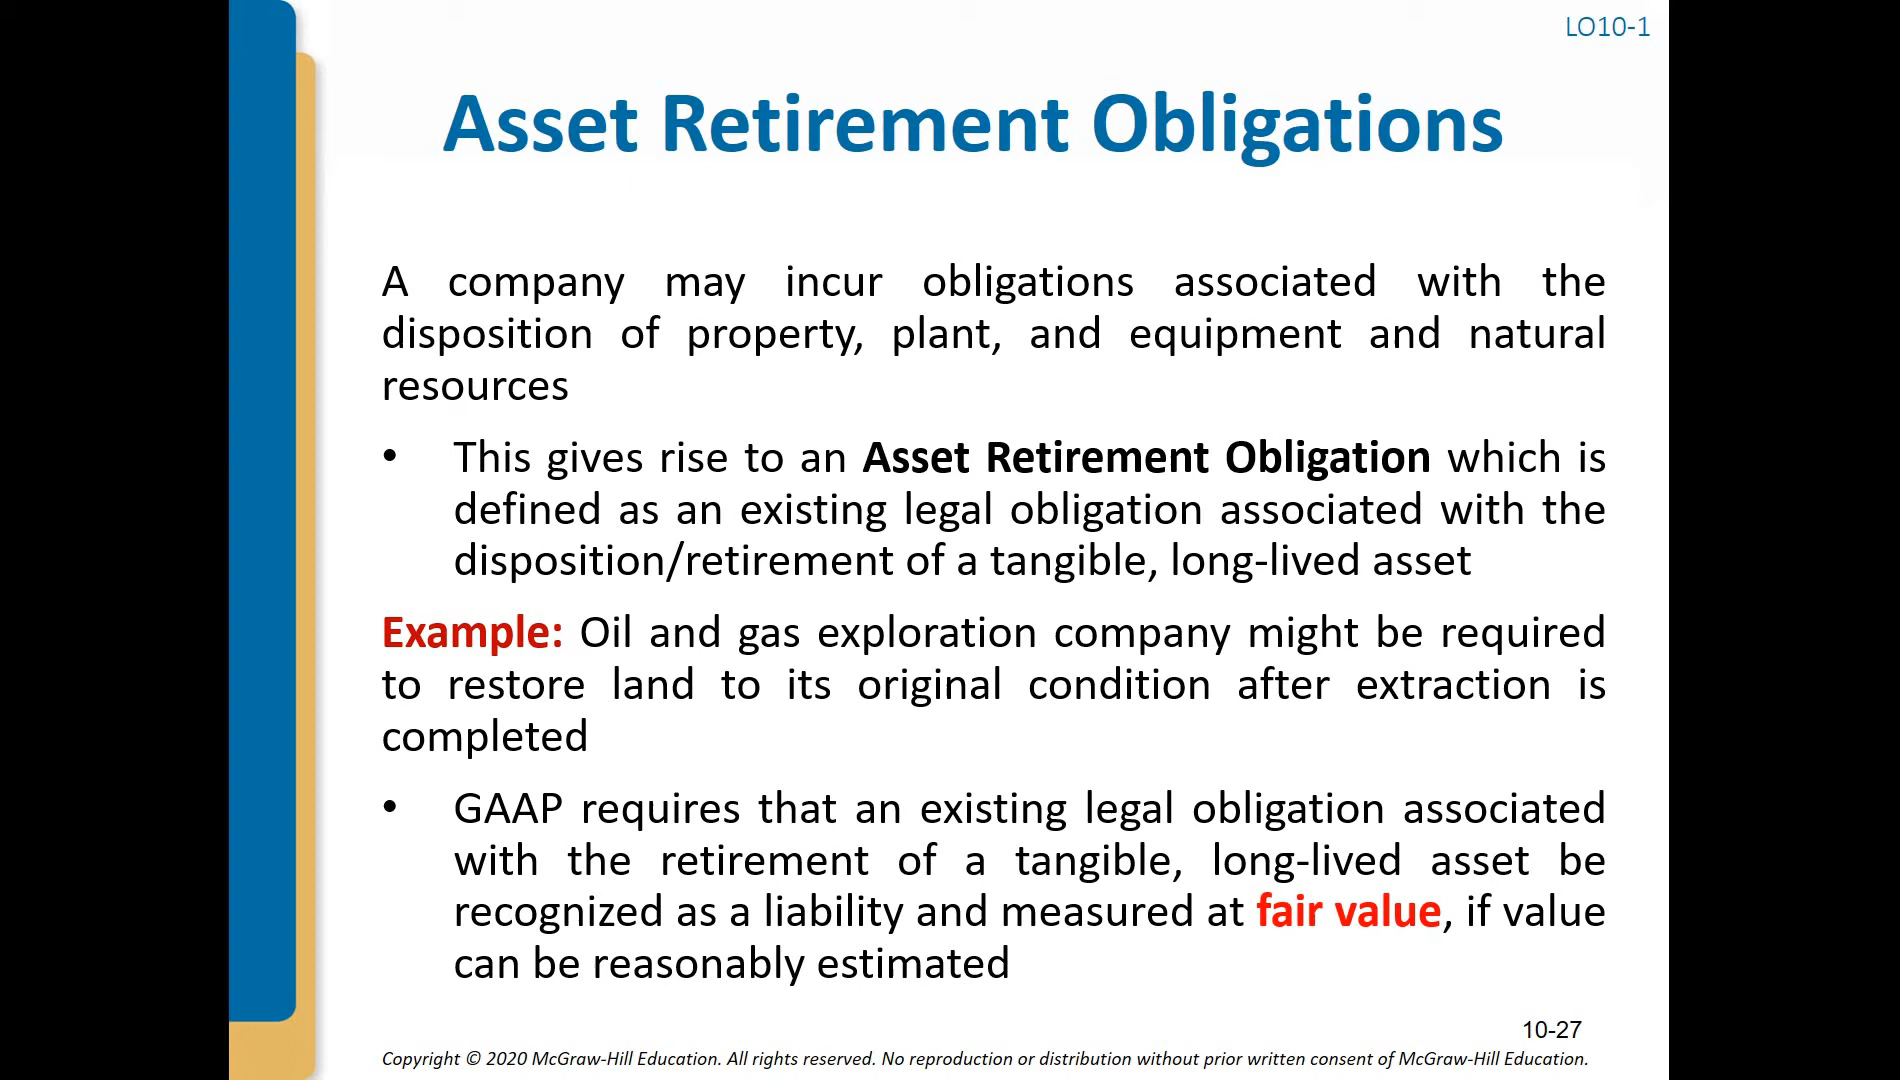 LO10-1
Asset Retirement Obligations
A company may incur obligations associated with the
disposition of property, plant, and equipment and natural
resources
• This gives rise to an Asset Retirement Obligation which is
defined as an existing legal obligation associated with the
disposition/retirement of a tangible, long-lived asset
Example: Oil and gas exploration company might be required
to restore land to its original condition after extraction is
completed
• GAAP requires that an existing legal obligation associated
with the retirement of a tangible, long-lived asset be
recognized as a liability and measured at fair value, if value
can be reasonably estimated
10-27
Copyright © 2020 McGraw-Hill Education. All rights reserved. No reproduction or distribution without prior written consent of McGraw-Hill Education.